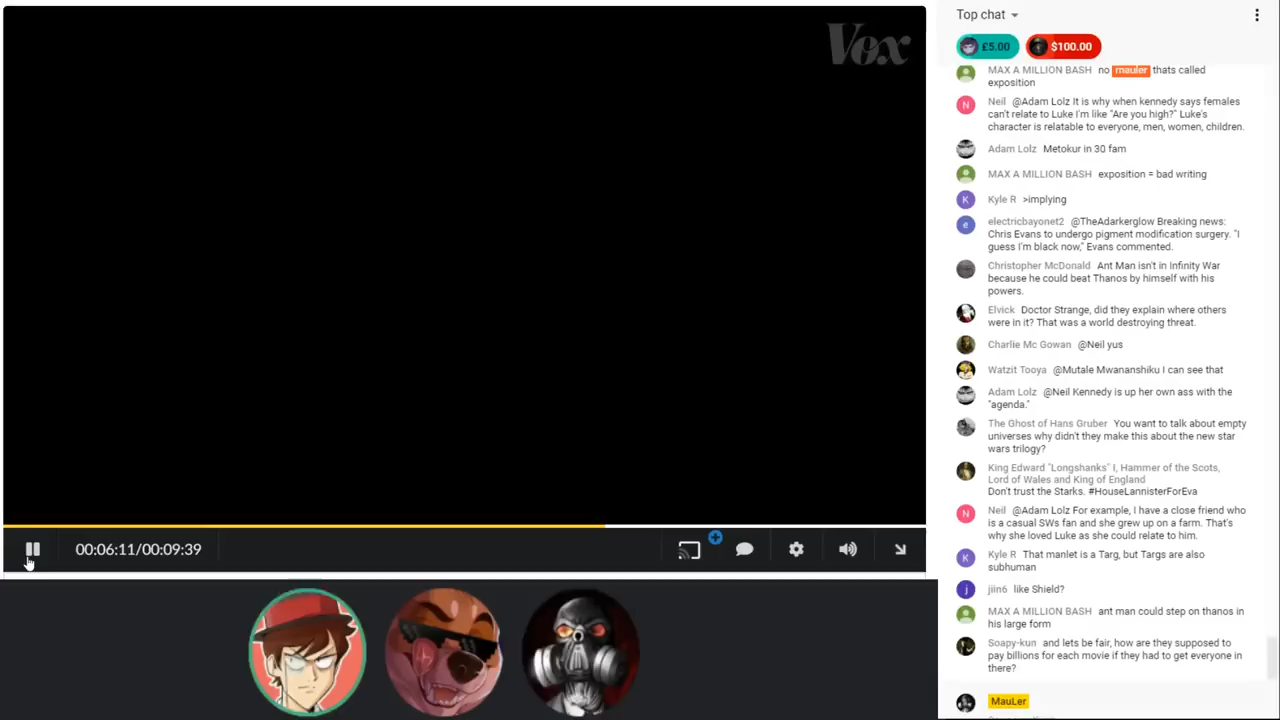 Vox
00:06:11/00:09:39
Top chat
£5.00
$100.00
MAX A MILLION BASH no mauler thats called
exposition
N
Neil @Adam Lolz It is why when kennedy says females
can't relate to Luke I'm like "Are you high?" Luke's
character is relatable to everyone, men, women, children.
Adam Lolz Metokur in 30 fam
MAX A MILLION BASH exposition = bad writing
K
Kyle R >implying
e
electricbayonet2 @TheAdarkerglow Breaking news:
Chris Evans to undergo pigment modification surgery. "I
guess I'm black now," Evans commented.
Christopher McDonald Ant Man isn't in Infinity War
because he could beat Thanos by himself with his
powers.
Elvick Doctor Strange, did they explain where others
were in it? That was a world destroying threat.
Charlie Mc Gowan @Neil yus
Watzit Tooya @Mutale Mwananshiku I can see that
Adam Lolz @Neil Kennedy is up her own ass with the
"agenda."
The Ghost of Hans Gruber You want to talk about empty
universes why didn't they make this about the new star
wars trilogy?
King Edward "Longshanks" I, Hammer of the Scots,
Lord of Wales and King of England
Don't trust the Starks. #HouseLannisterForEva
N
Neil @Adam Lolz For example, I have a close friend who
is a casual SWs fan and she grew up on a farm. That's
why she loved Luke as she could relate to him.
K
Kyle R That manlet is a Targ, but Targs are also
subhuman
j
jiin6 like Shield?
MAX A MILLION BASH ant man could step on thanos in
his large form
Soapy-kun and lets be fair, how are they supposed to
pay billions for each movie if they had to get everyone in
there?
MauLer